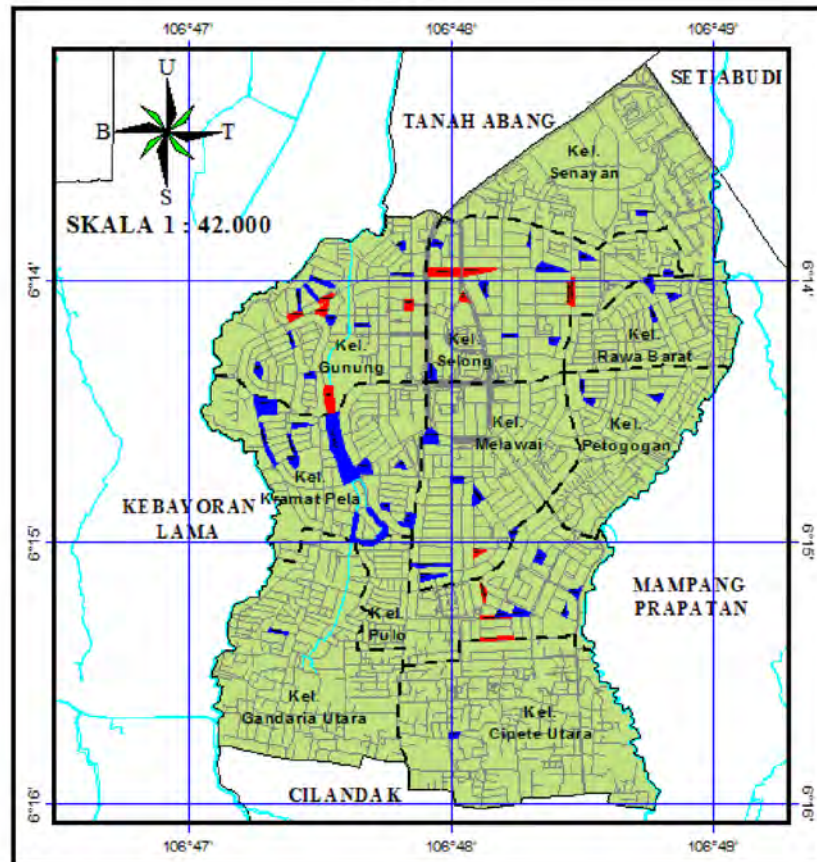 106°47'
106°48'
106°49'
SETIABUDI
U
TANAH ABANG
B
T
Kel.
Senayan
S
SKALA 1 : 42.000
6°14'
6°14'
Kel.
Gunung
Kel.
Selong
Kel.
Rawa Barat
Kel.
Melawai
Kel.
Petogogan
Kel.
Kramat Pela
KEBAYORAN
LAMA
6°15'
6°15'
MAMPANG
PRAPATAN
Kel.
Pulo
Kel.
Gandaria Utara
Kel.
Cipete Utara
CILANDAK
6°16'
6°16'
106°47'
106°48'
106°48'